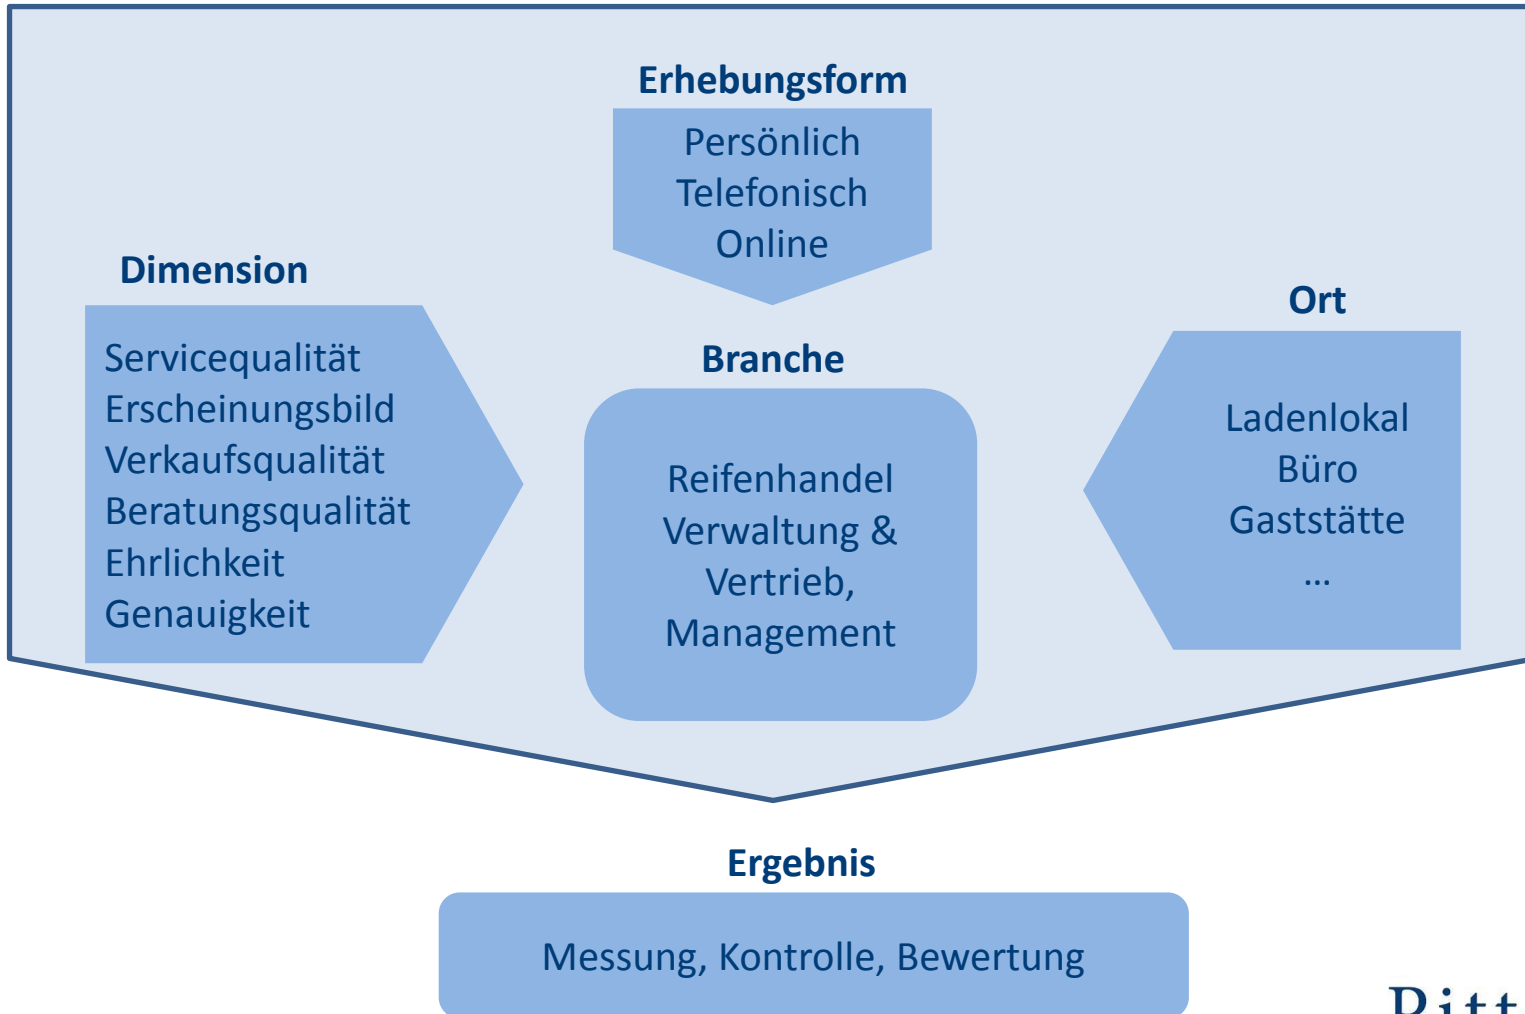 Erhebungsform
Persönlich
Telefonisch
Online
Dimension
Servicequalität
Erscheinungsbild
Verkaufsqualität
Beratungsqualität
Ehrlichkeit
Genauigkeit
Branche
Reifenhandel
Verwaltung &
Vertrieb,
Management
Ort
Ladenlokal
Büro
Gaststätte
...
Ergebnis
Messung, Kontrolle, Bewertung